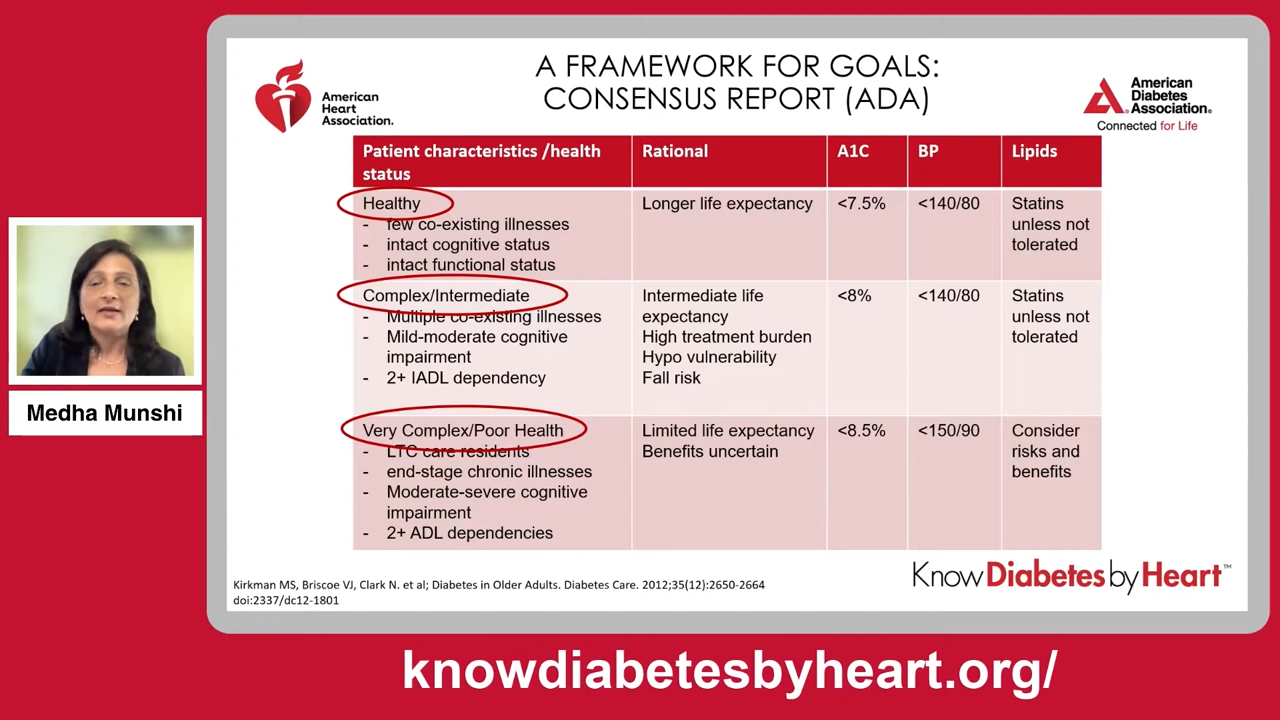 A FRAMEWORK FOR GOALS:
CONSENSUS REPORT (ADA)
American
Heart
Association.
American
Diabetes
Association®
Connected for Life
Patient characteristics /health
status
Rational
A1C
BP
Lipids
Healthy
- few co-existing illnesses
- intact cognitive status
- intact functional status
Longer life expectancy
<7.5%
<140/80
Statins
unless not
tolerated
Complex/Intermediate
- Multiple co-existing illnesses
- Mild-moderate cognitive
impairment
- 2+ IADL dependency
Intermediate life
expectancy
High treatment burden
Hypo vulnerability
Fall risk
<8%
<140/80
Statins
unless not
tolerated
Very Complex/Poor Health
- LTC care residents
- end-stage chronic illnesses
- Moderate-severe cognitive
impairment
- 2+ ADL dependencies
Limited life expectancy
Benefits uncertain
<8.5%
<150/90
Consider
risks and
benefits
Medha Munshi
Kirkman MS, Briscoe VJ, Clark N. et al; Diabetes in Older Adults. Diabetes Care. 2012;35(12):2650-2664
doi:2337/dc12-1801
Know Diabetes by Heart™
knowdiabetesbyheart.org/